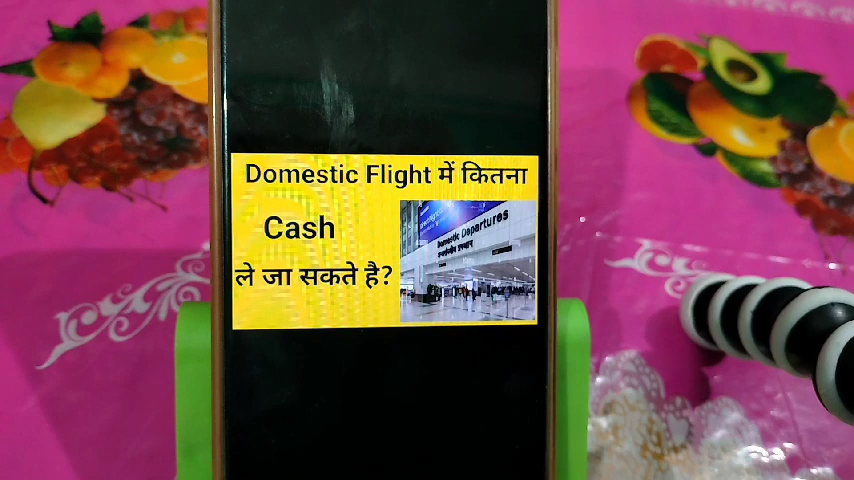 Domestic Flight में कितना
Cash
ले जा सकते है?
Domestic Departures